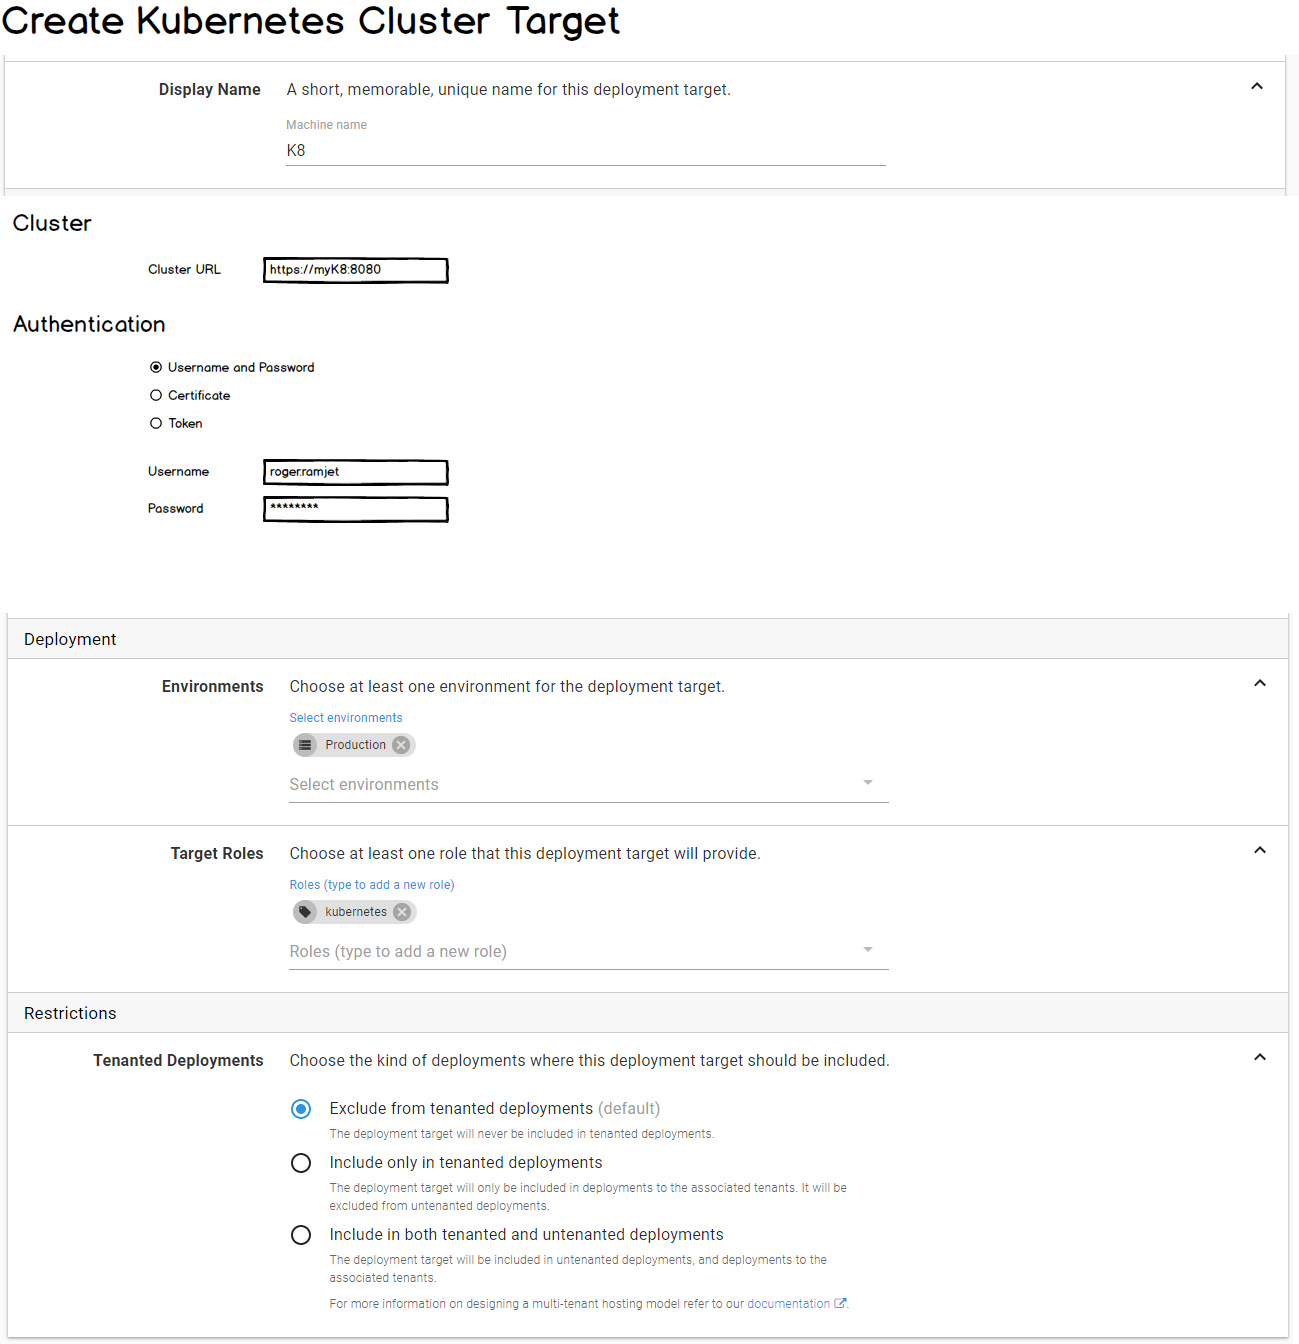 Create Kubernetes Cluster Target
Display Name
A short, memorable, unique name for this deployment target.
Machine name
K8
Cluster
Cluster URL
https://myK8:8080
Authentication
Username and Password
Certificate
Token
Username
roger.ramjet
Password
********
Deployment
Environments
Choose at least one environment for the deployment target.
Select environments
Production
Select environments
Target Roles
Choose at least one role that this deployment target will provide.
Roles (type to add a new role)
kubernetes
Roles (type to add a new role)
Restrictions
Tenanted Deployments
Choose the kind of deployments where this deployment target should be included.
Exclude from tenanted deployments (default)
The deployment target will never be included in tenanted deployments.
Include only in tenanted deployments
The deployment target will only be included in deployments to the associated tenants. It will be
excluded from untenanted deployments.
Include in both tenanted and untenanted deployments
The deployment target will be included in untenanted deployments, and deployments to the
associated tenants.
For more information on designing a multi-tenant hosting model refer to our documentation.